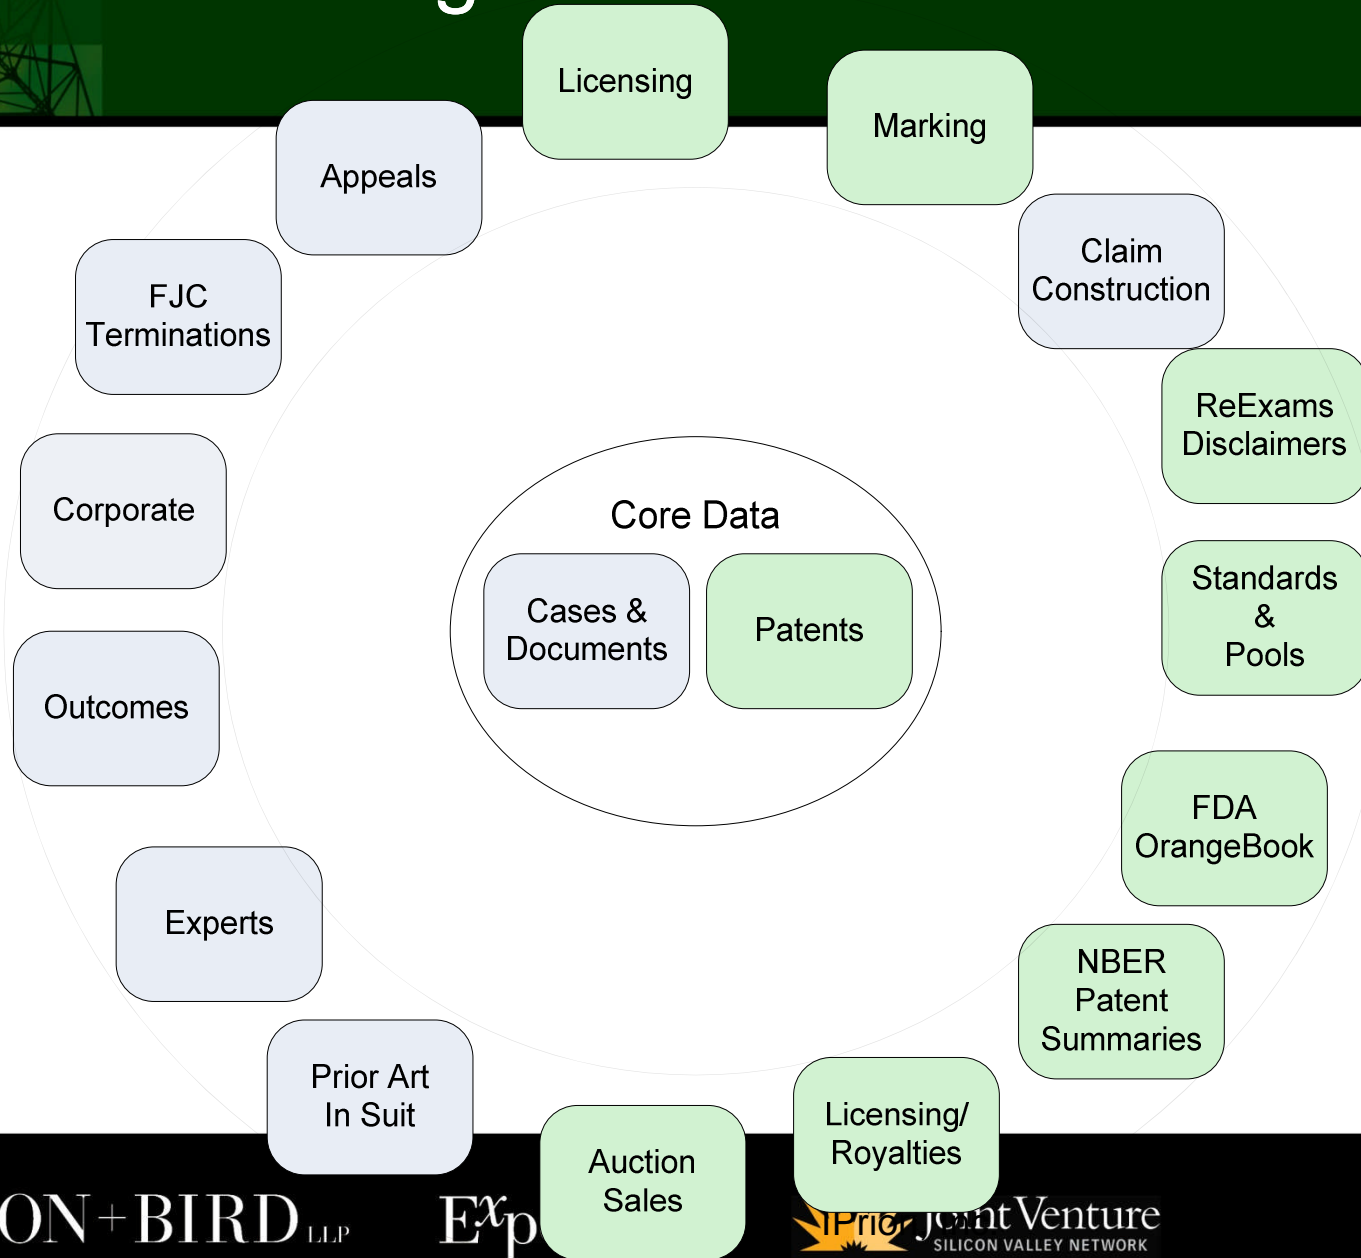 Licensing
Marking
Appeals
Claim
Construction
FJC
Terminations
ReExams
Disclaimers
Corporate
Core Data
Cases &
Documents
Patents
Standards
&
Pools
Outcomes
FDA
OrangeBook
Experts
NBER
Patent
Summaries
Prior Art
In Suit
Licensing/
Royalties
Auction
Sales
ON+BIRD LLP
Exp
Joint Venture
SILICON VALLEY NETWORK